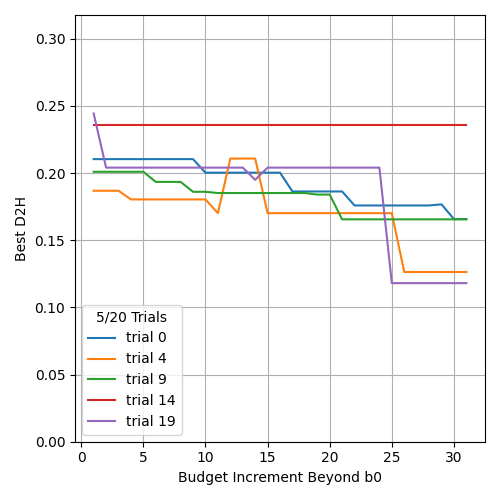 0.30
0.25
0.20
0.15
0.10
0.05
0.00
Best D2H
5/20 Trials
trial 0
trial 4
trial 9
trial 14
trial 19
0 5 10 15 20 25 30
Budget Increment Beyond b0